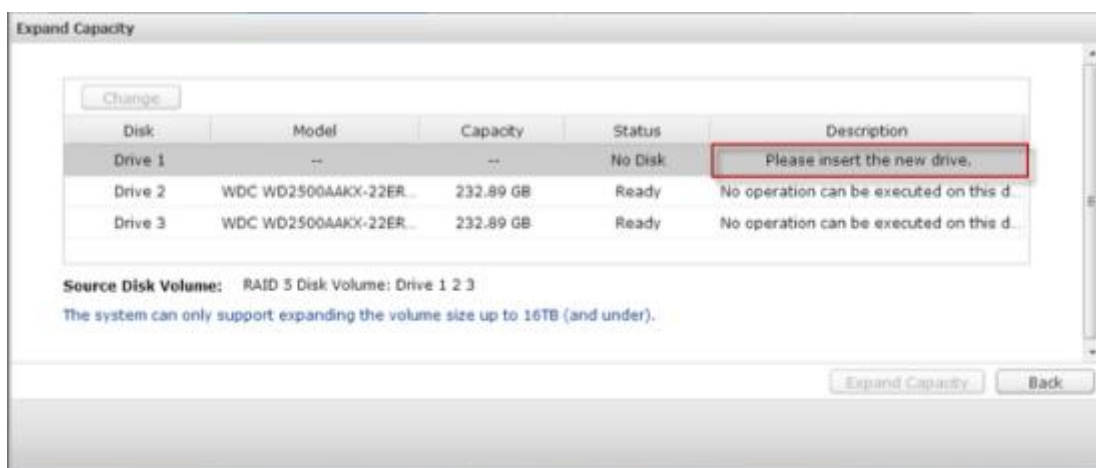 Expand Capacity
Change
Disk Model Capacity Status Description
Drive 1 -- -- No Disk Please insert the new drive.
Drive 2 WDC WD2500AAKX-22ER... 232.89 GB Ready No operation can be executed on this d...
Drive 3 WDC WD2500AAKX-22ER... 232.89 GB Ready No operation can be executed on this d...
Source Disk Volume: RAID 5 Disk Volume: Drive 1 2 3
The system can only support expanding the volume size up to 16TB (and under).
Expand Capacity Back